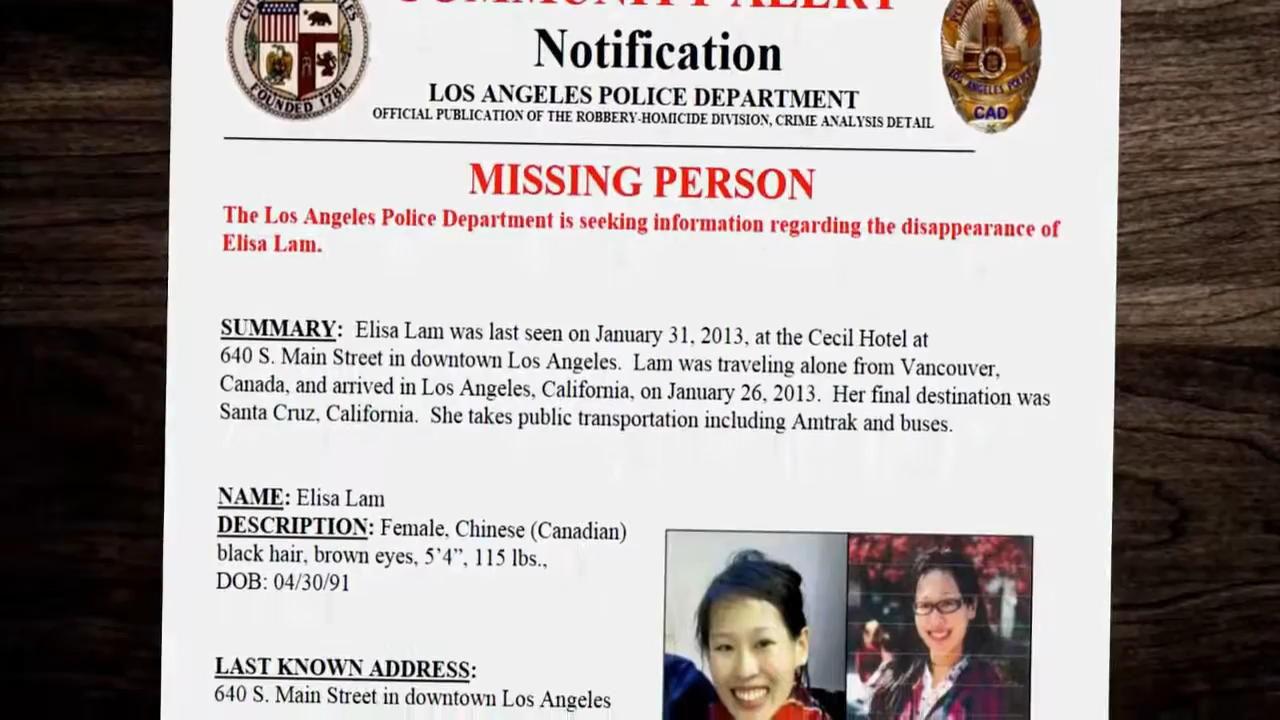 COMMUNITY ALERT
Notification
LOS ANGELES POLICE DEPARTMENT
OFFICIAL PUBLICATION OF THE ROBBERY-HOMICIDE DIVISION, CRIME ANALYSIS DETAIL
FOUNDED 1781
LOS ANGELES POLICE
CAD
MISSING PERSON
The Los Angeles Police Department is seeking information regarding the disappearance of
Elisa Lam.
SUMMARY: Elisa Lam was last seen on January 31, 2013, at the Cecil Hotel at
640 S. Main Street in downtown Los Angeles. Lam was traveling alone from Vancouver,
Canada, and arrived in Los Angeles, California, on January 26, 2013. Her final destination was
Santa Cruz, California. She takes public transportation including Amtrak and buses.
NAME: Elisa Lam
DESCRIPTION: Female, Chinese (Canadian)
black hair, brown eyes, 5’4”, 115 lbs.,
DOB: 04/30/91
LAST KNOWN ADDRESS:
640 S. Main Street in downtown Los Angeles